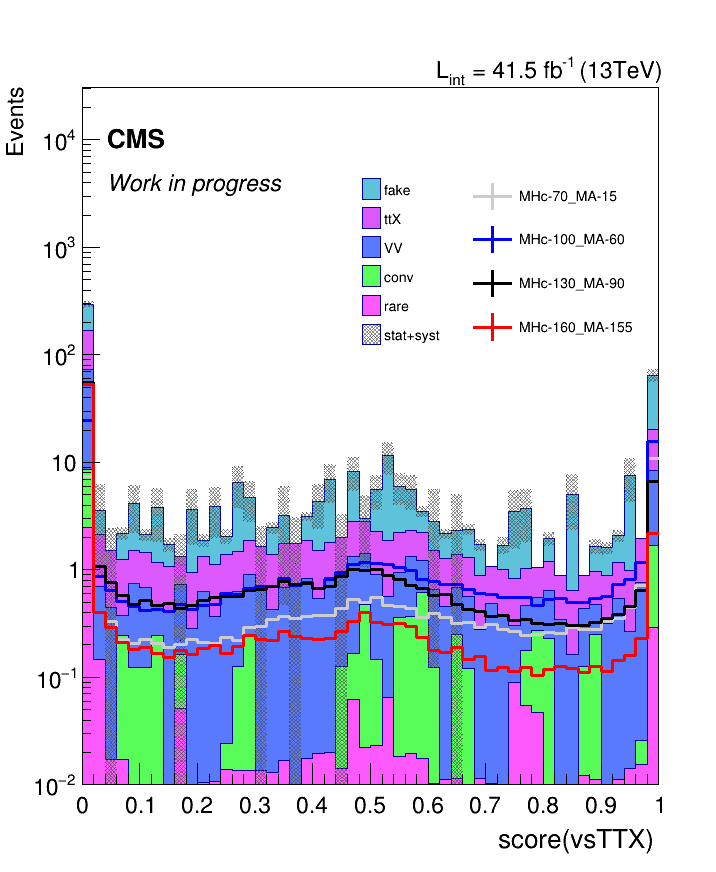 L_int = 41.5 fb^-1 (13TeV)
Events
CMS
Work in progress
fake
ttX
VV
conv
rare
stat+syst
MHc-70_MA-15
MHc-100_MA-60
MHc-130_MA-90
MHc-160_MA-155
10^4
10^3
10^2
10
1
10^−1
10^−2
0 0.1 0.2 0.3 0.4 0.5 0.6 0.7 0.8 0.9 1
score(vsTTX)